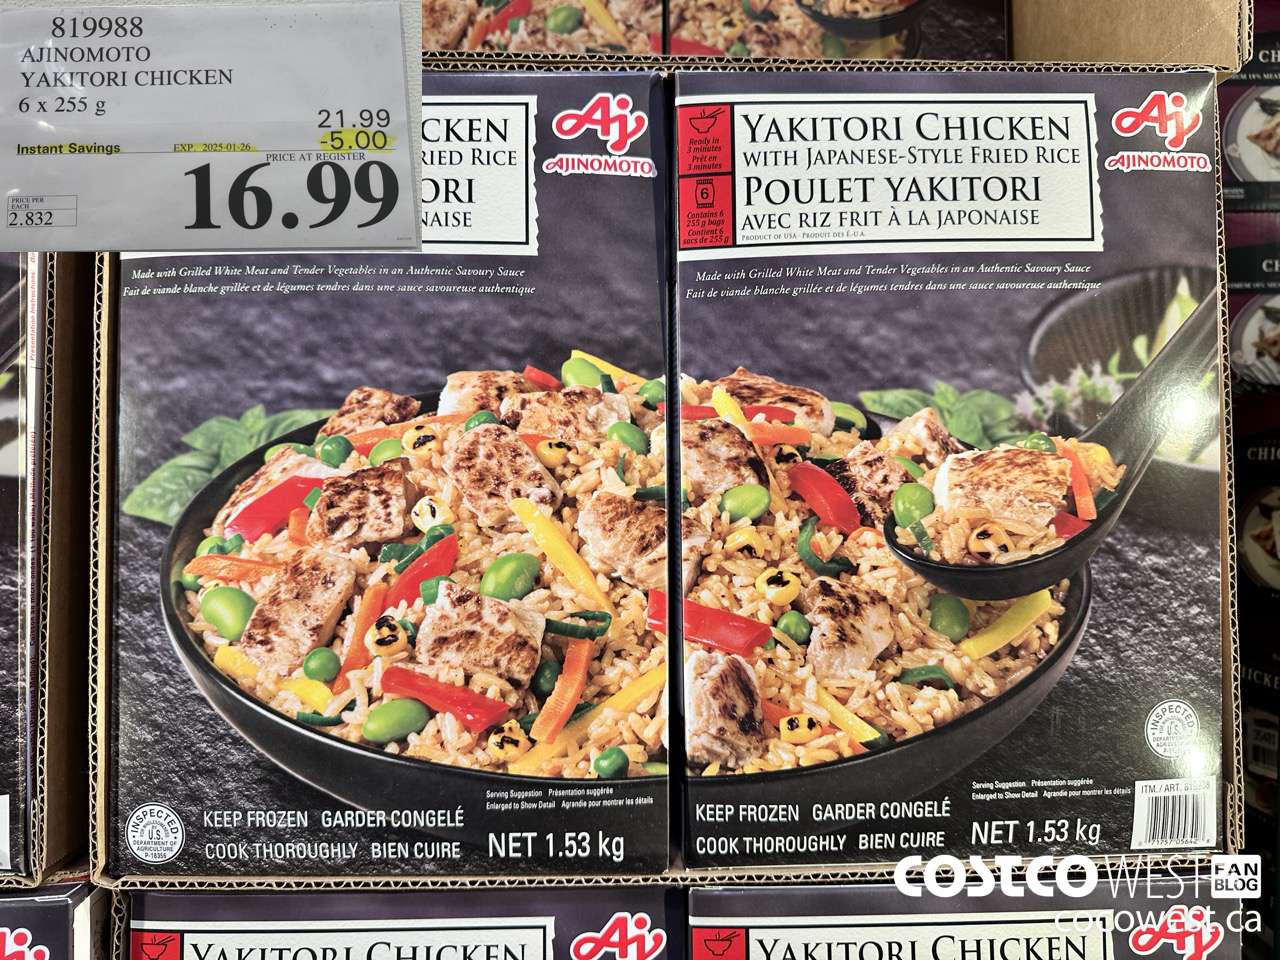 819988
AJINOMOTO
YAKITORI CHICKEN
6 x 255 g
21.99
Instant Savings EXP. 2025-01-26 -5.00
PRICE AT REGISTER
PRICE PER
EACH
2.832
16.99
CKEN
RIED RICE
ORI
NAISE
Aj
AJINOMOTO
Made with Grilled White Meat and Tender Vegetables in an Authentic Savoury Sauce
Fait de viande blanche grillée et de légumes tendres dans une sauce savoureuse authentique
INSPECTED
U.S.
DEPARTMENT OF
AGRICULTURE
P-18356
KEEP FROZEN GARDER CONGELÉ
COOK THOROUGHLY BIEN CUIRE
Serving Suggestion Présentation suggérée
Enlarged to Show Detail Agrandie pour montrer les détails
NET 1.53 kg
Ready in
3 minutes
Prêt en
3 minutes
6
Contains 6
255 g bags
Contient 6
sacs de 255 g
YAKITORI CHICKEN
WITH JAPANESE-STYLE FRIED RICE
POULET YAKITORI
AVEC RIZ FRIT À LA JAPONAISE
PRODUCT OF USA · PRODUIT DES É.-U.A.
Aj
AJINOMOTO
Made with Grilled White Meat and Tender Vegetables in an Authentic Savoury Sauce
Fait de viande blanche grillée et de légumes tendres dans une sauce savoureuse authentique
INSPECTED
U.S.
DEPARTMENT OF
KEEP FROZEN GARDER CONGELÉ
COOK THOROUGHLY BIEN CUIRE
Serving Suggestion Présentation suggérée
Enlarged to Show Detail Agrandie pour montrer les détails
NET 1.53 kg
ITM. / ART.
COSTCO WEST FAN BLOG
cocowest.ca
YAKITORI CHICKEN
Aj
YAKITORI CHICKEN
Aj